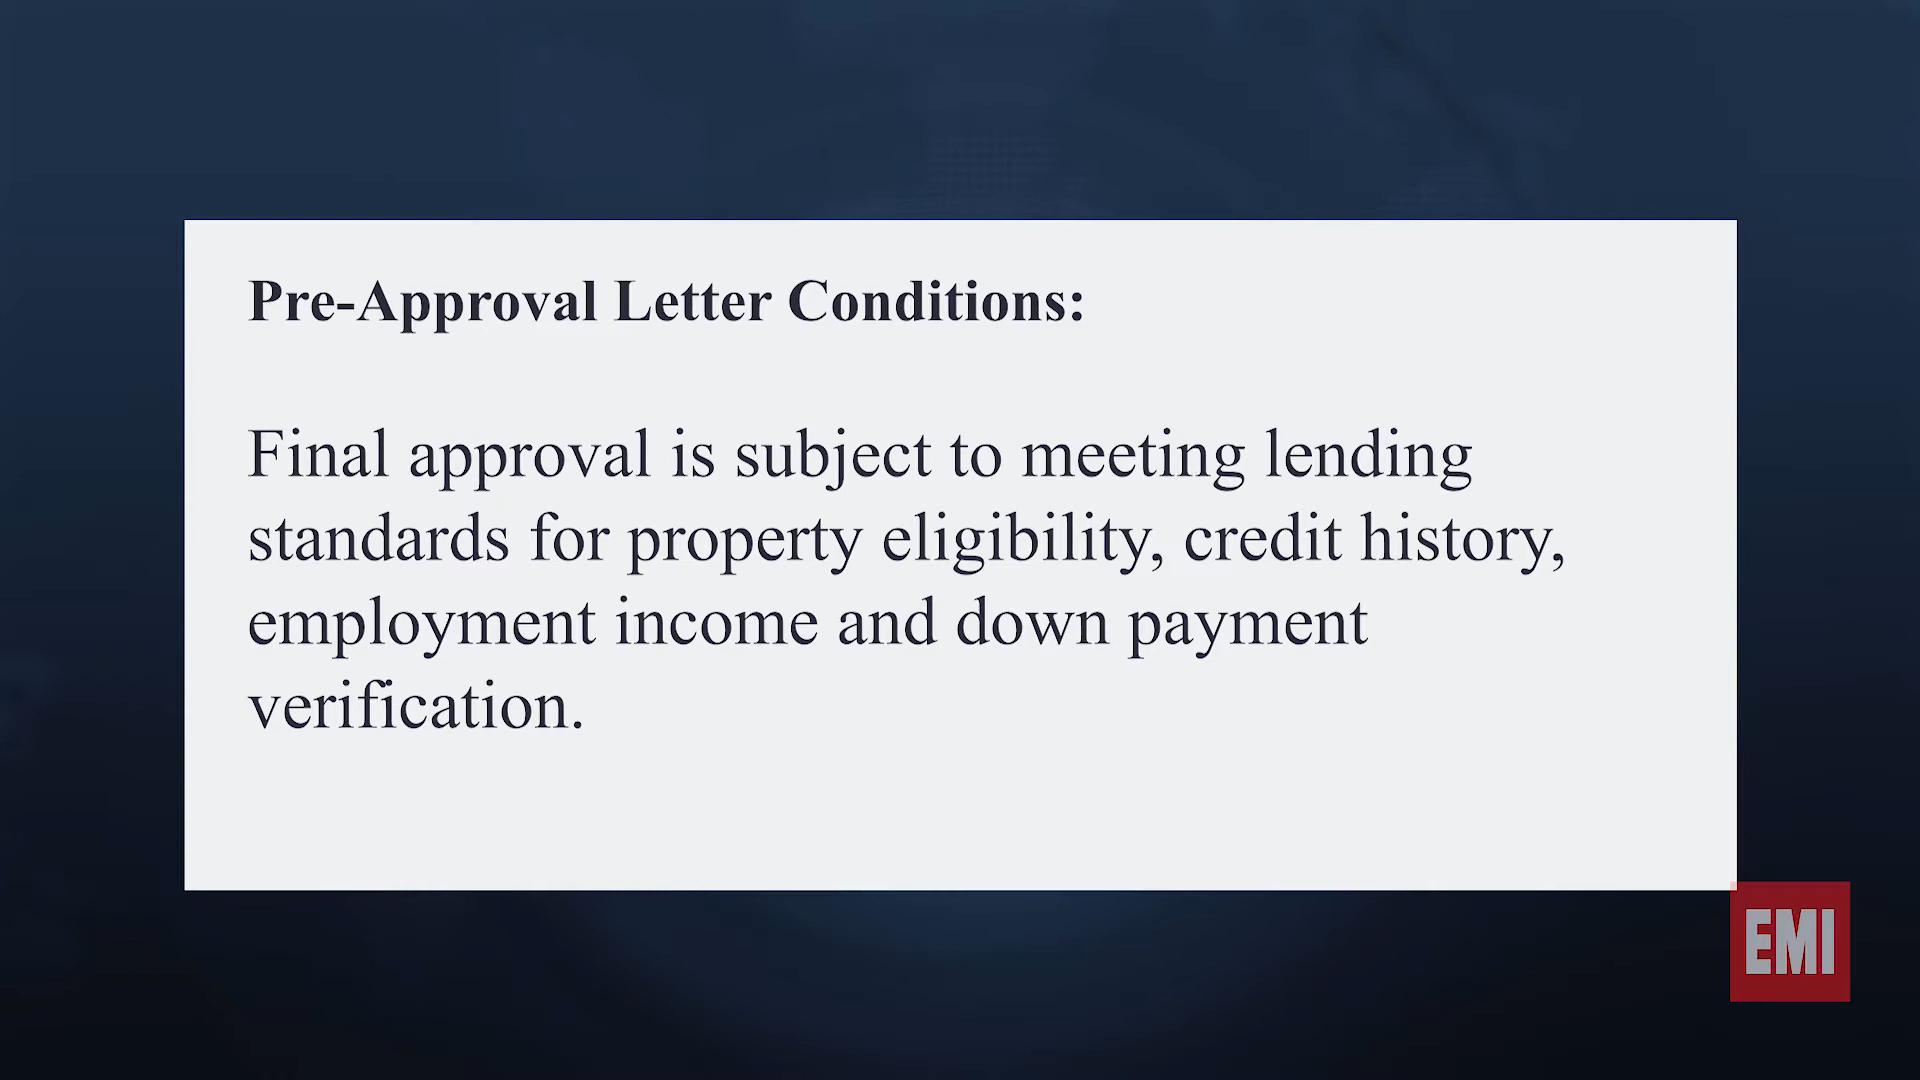 Pre-Approval Letter Conditions:
Final approval is subject to meeting lending
standards for property eligibility, credit history,
employment income and down payment
verification.
EMI